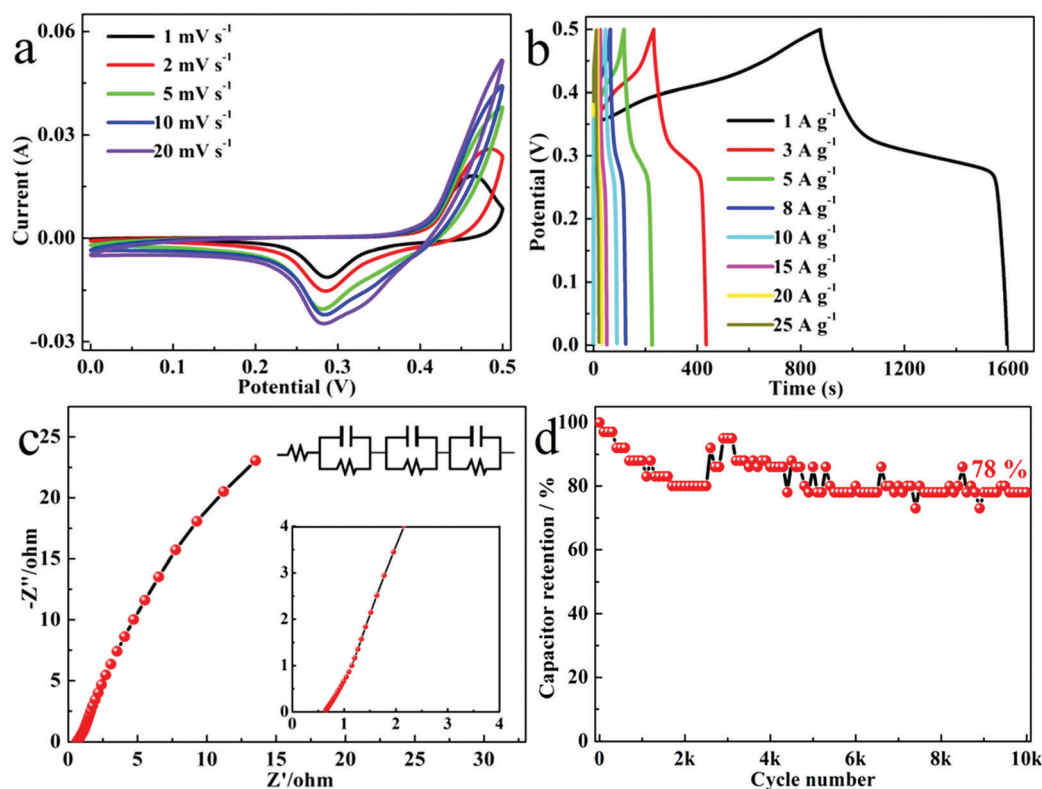 a
1 mV s⁻¹
2 mV s⁻¹
5 mV s⁻¹
10 mV s⁻¹
20 mV s⁻¹
0.06
0.03
0.00
-0.03
Current (A)
0.0 0.1 0.2 0.3 0.4 0.5
Potential (V)
b
1 A g⁻¹
3 A g⁻¹
5 A g⁻¹
8 A g⁻¹
10 A g⁻¹
15 A g⁻¹
20 A g⁻¹
25 A g⁻¹
0.5
0.4
0.3
0.2
0.1
0.0
Potential (V)
0 400 800 1200 1600
Time (s)
c
25
20
15
10
5
0
-Z''/ohm
4
3
2
1
0
0 1 2 3 4
0 5 10 15 20 25 30
Z'/ohm
d
78 %
100
80
60
40
20
0
Capacitor retention / %
0 2k 4k 6k 8k 10k
Cycle number